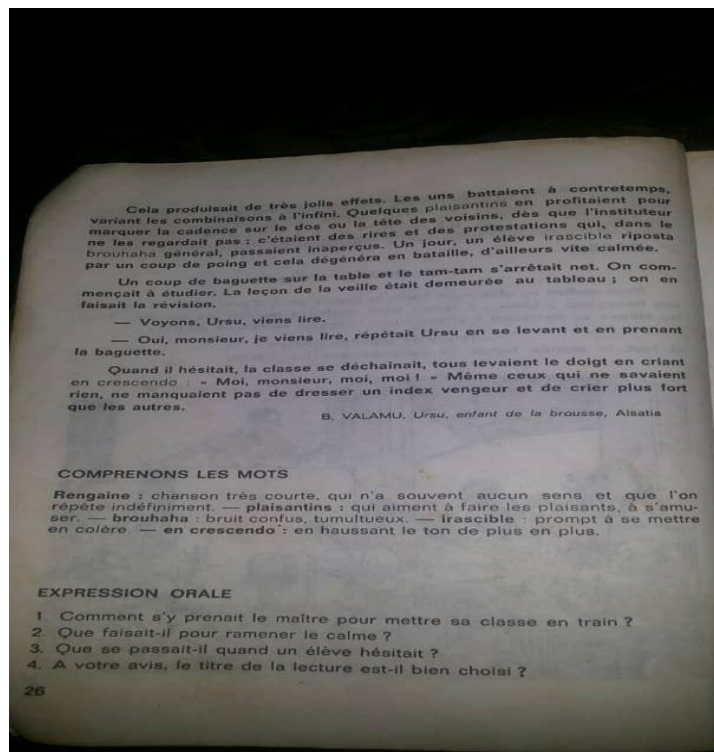 Cela produisait de très jolis effets. Les uns battaient à contretemps,
variant les combinaisons à l'infini. Quelques plaisantins en profitaient pour
marquer la cadence sur le dos ou la tête des voisins, dès que l'instituteur
ne les regardait pas : c'étaient des rires et des protestations qui, dans le
brouhaha général, passaient inaperçus. Un jour, un élève irascible riposta
par un coup de poing et cela dégénéra en bataille, d'ailleurs vite calmée.
Un coup de baguette sur la table et le tam-tam s'arrêtait net. On com-
mençait à étudier. La leçon de la veille était demeurée au tableau ; on en
faisait la révision.
— Voyons, Ursu, viens lire.
— Oui, monsieur, je viens lire, répétait Ursu en se levant et en prenant
la baguette.
Quand il hésitait, la classe se déchaînait, tous levaient le doigt en criant
en crescendo : « Moi, monsieur, moi, moi ! » Même ceux qui ne savaient
rien, ne manquaient pas de dresser un index vengeur et de crier plus fort
que les autres.
B. VALAMU, Ursu, enfant de la brousse, Alsatia
COMPRENONS LES MOTS
Rengaine : chanson très courte, qui n'a souvent aucun sens et que l'on
répète indéfiniment. — plaisantins : qui aiment à faire les plaisants, à s'amu-
ser. — brouhaha : bruit confus, tumultueux. — irascible : prompt à se mettre
en colère. — en crescendo : en haussant le ton de plus en plus.
EXPRESSION ORALE
1. Comment s'y prenait le maître pour mettre sa classe en train ?
2. Que faisait-il pour ramener le calme ?
3. Que se passait-il quand un élève hésitait ?
4. A votre avis, le titre de la lecture est-il bien choisi ?
26